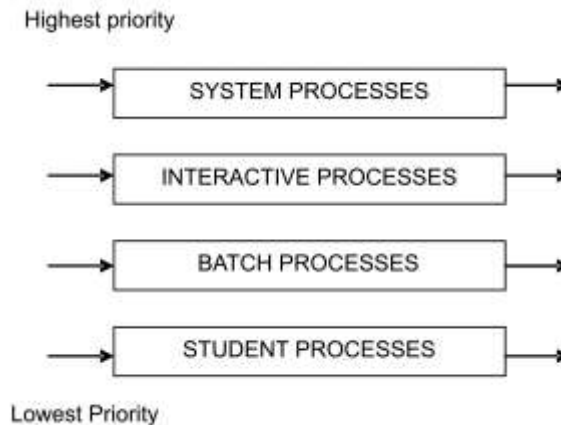 Highest priority
SYSTEM PROCESSES
INTERACTIVE PROCESSES
BATCH PROCESSES
STUDENT PROCESSES
Lowest Priority